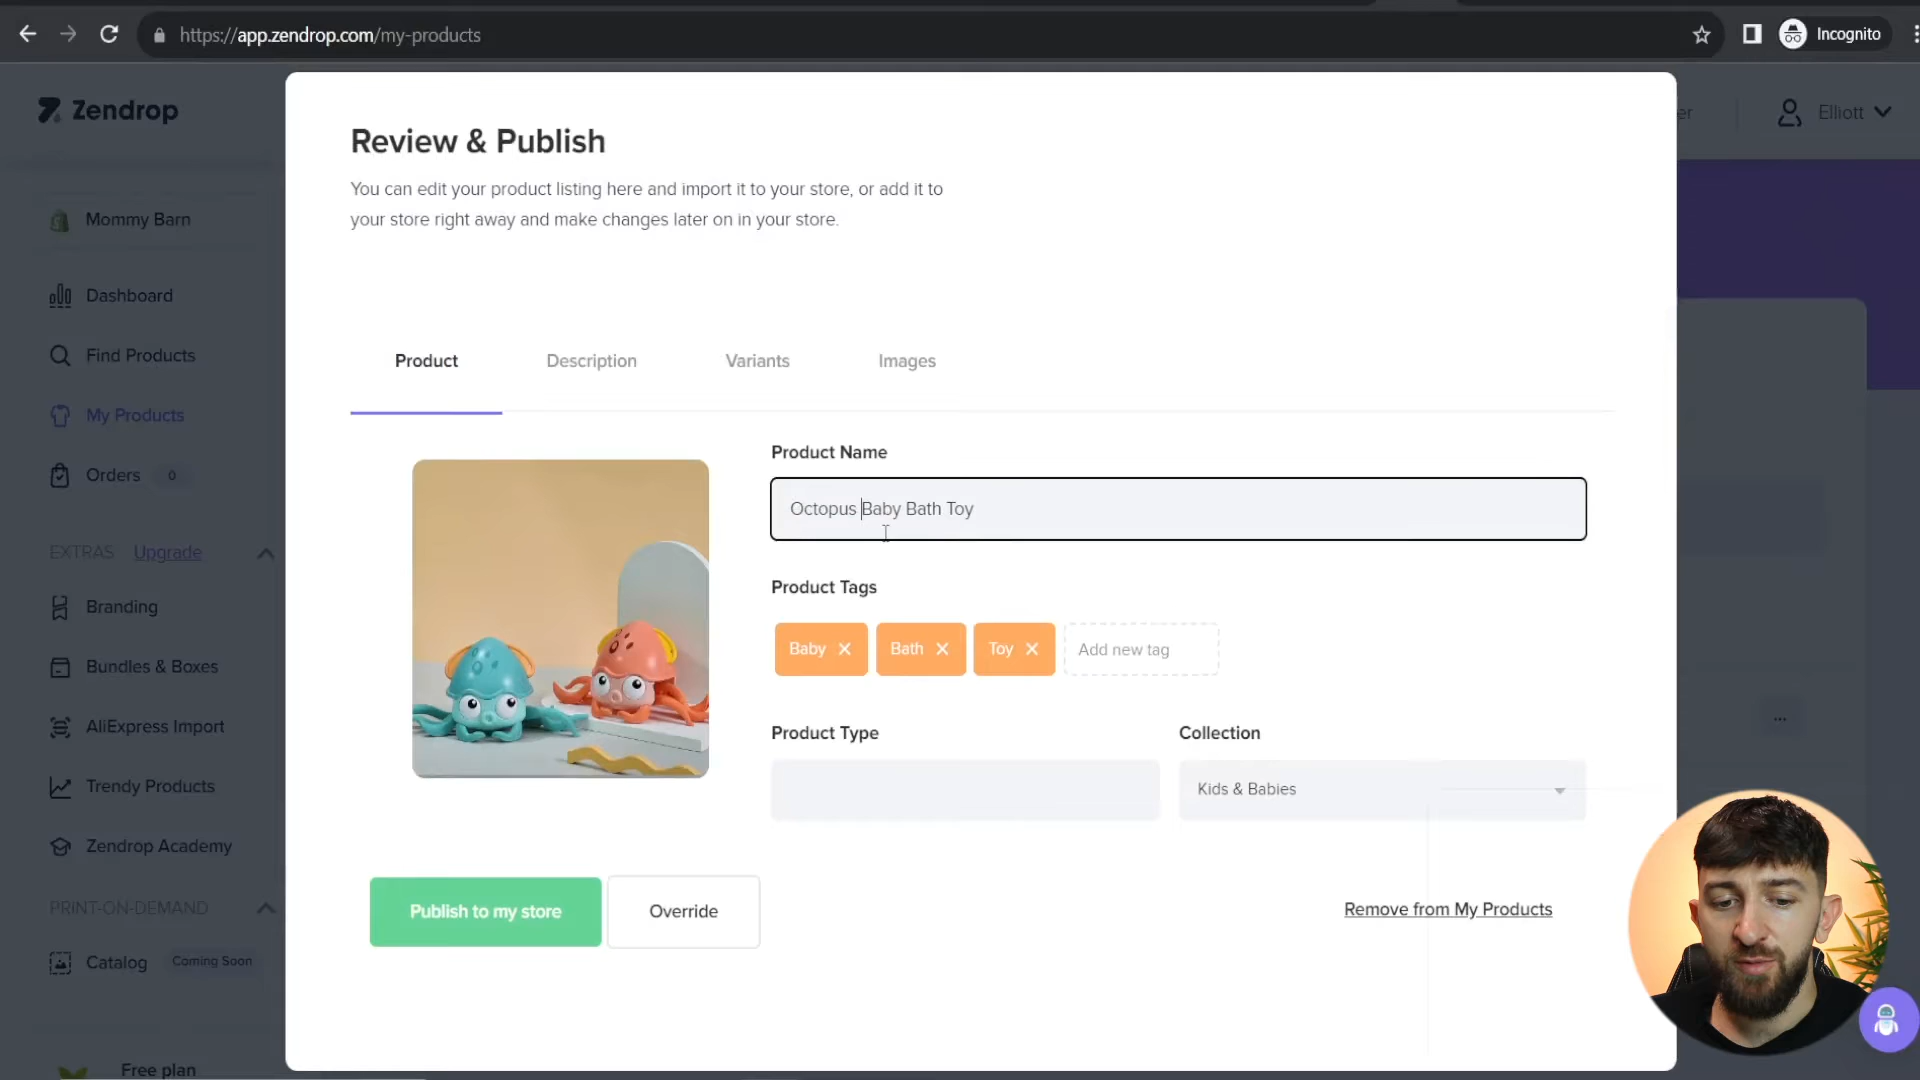 https://app.zendrop.com/my-products
Incognito
Zendrop
er
Elliott
Mommy Barn
Dashboard
Find Products
My Products
Orders 0
EXTRAS Upgrade
Branding
Bundles & Boxes
AliExpress Import
Trendy Products
Zendrop Academy
PRINT-ON-DEMAND
Catalog Coming Soon
Free plan
Review & Publish
You can edit your product listing here and import it to your store, or add it to
your store right away and make changes later on in your store.
Product Description Variants Images
Product Name
Octopus Baby Bath Toy
Product Tags
Baby Bath Toy Add new tag
Product Type Collection
Kids & Babies
Publish to my store Override Remove from My Products
...